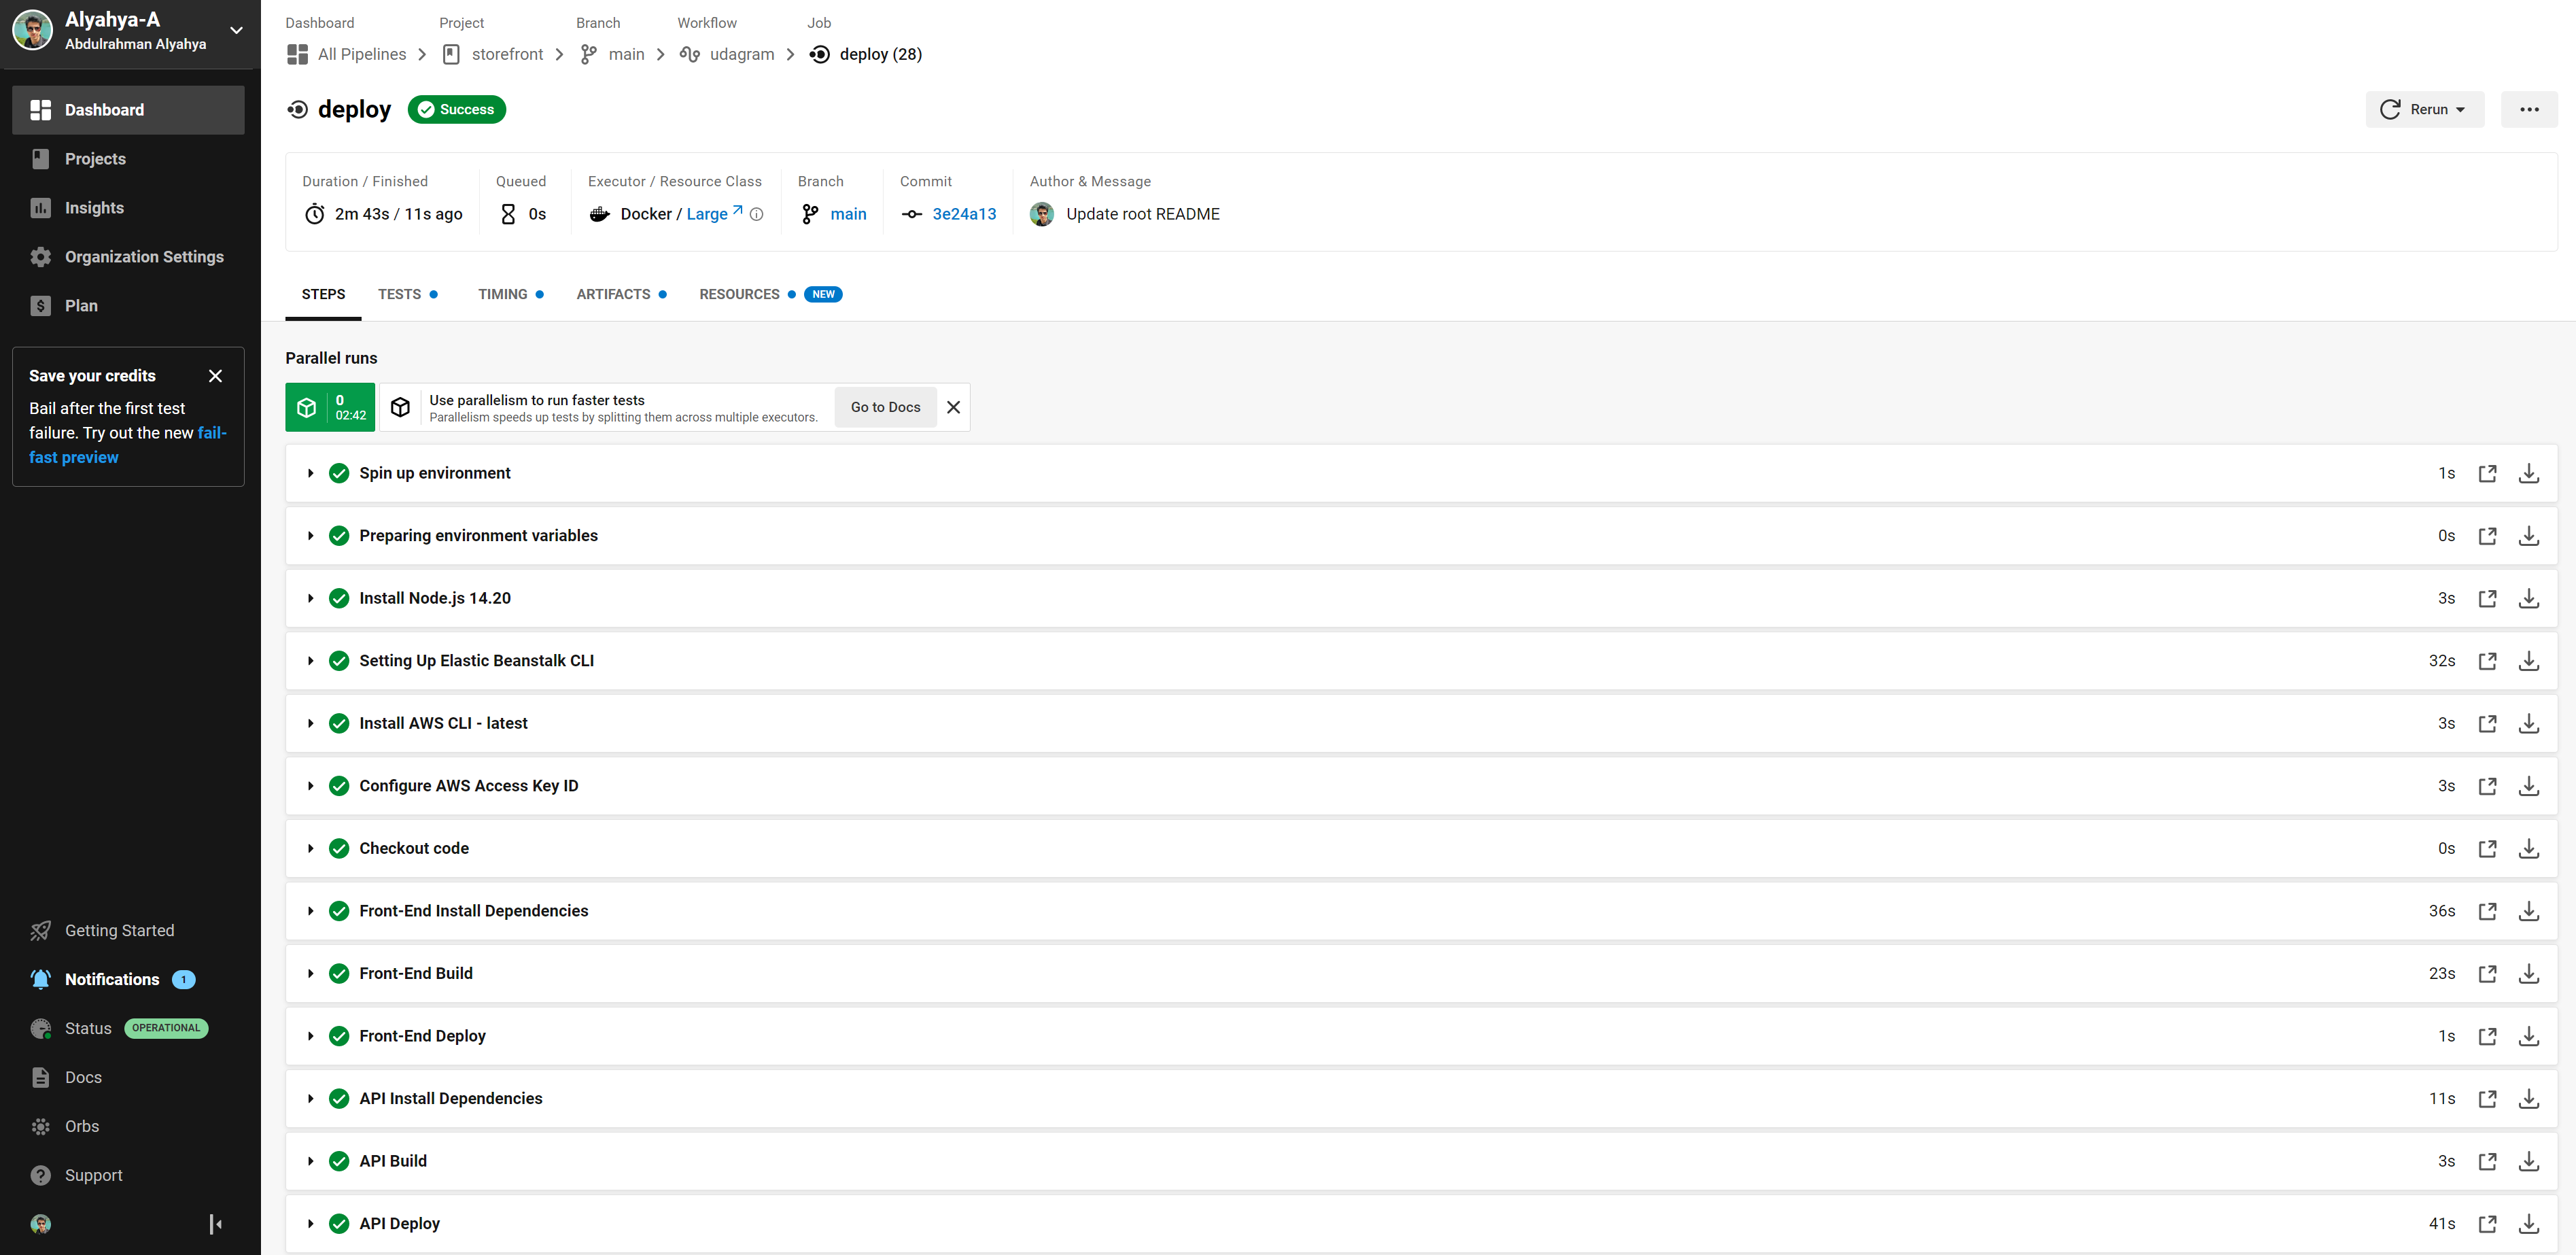 Alyahya-A
Abdulrahman Alyahya
Dashboard
Projects
Insights
Organization Settings
Plan
Save your credits
Bail after the first test
failure. Try out the new fail-
fast preview
Getting Started
Notifications 1
Status OPERATIONAL
Docs
Orbs
Support
Dashboard Project Branch Workflow Job
All Pipelines storefront main udagram deploy (28)
deploy Success
Rerun
Duration / Finished Queued Executor / Resource Class Branch Commit Author & Message
2m 43s / 11s ago 0s Docker / Large main 3e24a13 Update root README
STEPS TESTS TIMING ARTIFACTS RESOURCES NEW
Parallel runs
0
02:42
Use parallelism to run faster tests
Parallelism speeds up tests by splitting them across multiple executors.
Go to Docs
Spin up environment 1s
Preparing environment variables 0s
Install Node.js 14.20 3s
Setting Up Elastic Beanstalk CLI 32s
Install AWS CLI - latest 3s
Configure AWS Access Key ID 3s
Checkout code 0s
Front-End Install Dependencies 36s
Front-End Build 23s
Front-End Deploy 1s
API Install Dependencies 11s
API Build 3s
API Deploy 41s